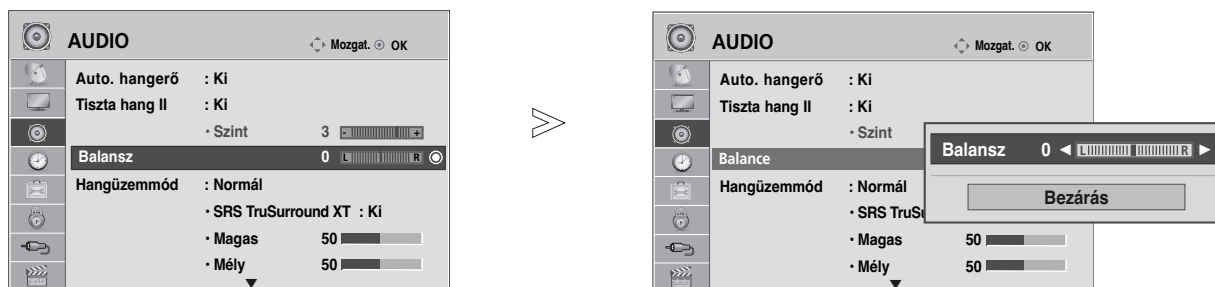 AUDIO Mozgat. OK
Auto. hangerő : Ki
Tiszta hang II : Ki
• Szint 3 - +
Balansz 0 L R
Hangüzemmód : Normál
• SRS TruSurround XT : Ki
• Magas 50
• Mély 50
AUDIO Mozgat. OK
Auto. hangerő : Ki
Tiszta hang II : Ki
• Szint
Balance
Hangüzemmód : Normál
• SRS TruSu
• Magas 50
• Mély 50
Balansz 0 L R
Bezárás